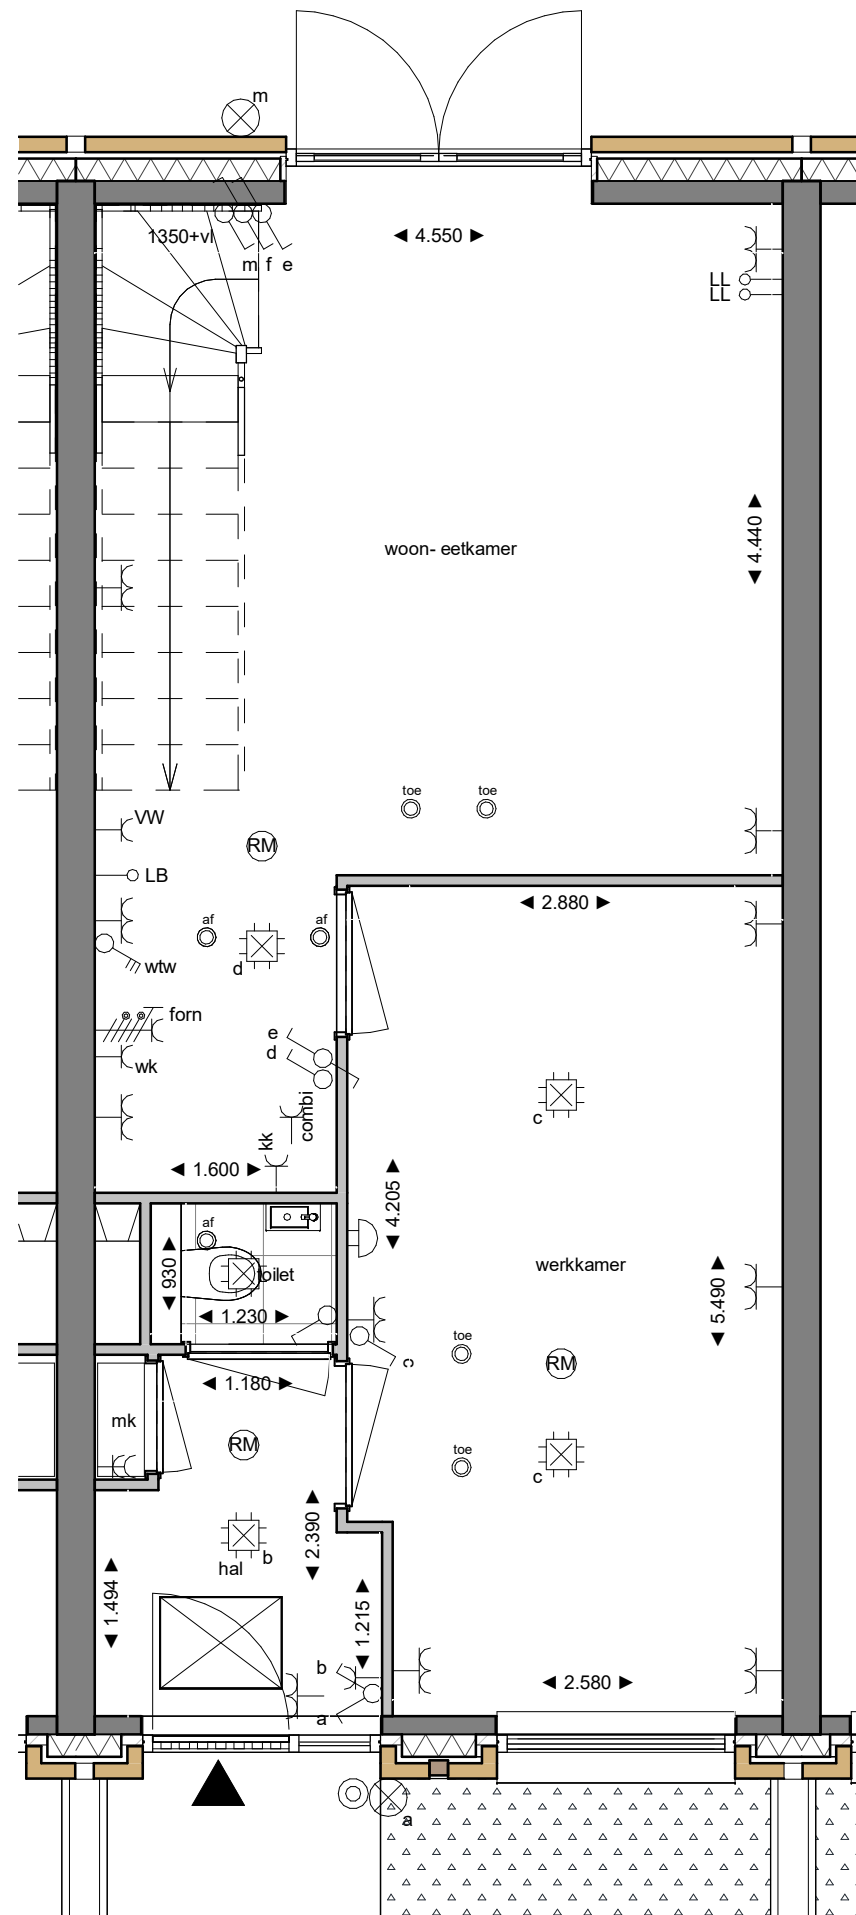 m
1350+vl
m f e
◄ 4.550 ►
LL
LL
◄ 4.440 ►
woon- eetkamer
toe
toe
VW
RM
LB
◄ 2.880 ►
af
af
d
wtw
forn
e
d
wk
c
combi
kk
◄ 1.600 ►
◄ 4.205 ►
af
◄ 930 ►
toilet
werkkamer
◄ 5.490 ►
◄ 1.230 ►
toe
c
RM
◄ 1.180 ►
mk
RM
toe
c
◄ 2.390 ►
b
hal
◄ 1.494 ►
◄ 1.215 ►
b
◄ 2.580 ►
a
a